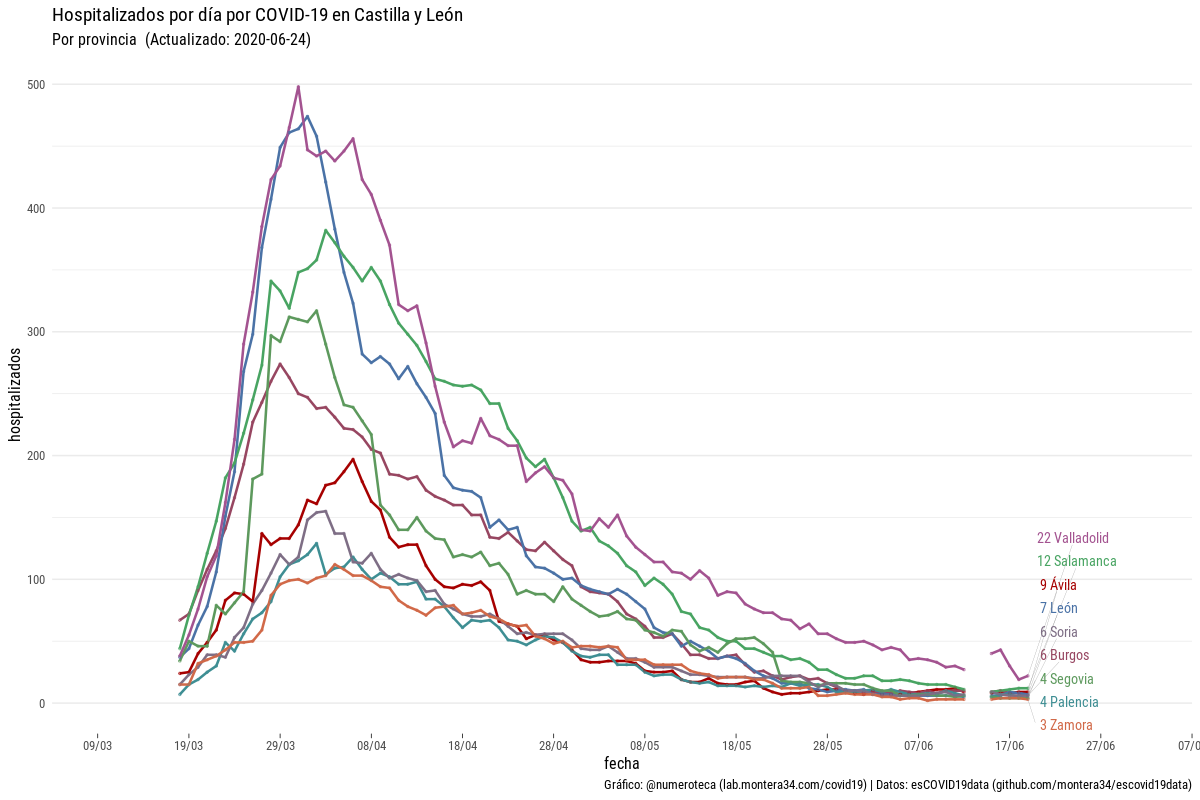 Hospitalizados por día por COVID-19 en Castilla y León
Por provincia (Actualizado: 2020-06-24)
hospitalizados
500
400
300
200
100
0
22 Valladolid
12 Salamanca
9 Ávila
7 León
6 Soria
6 Burgos
4 Segovia
4 Palencia
3 Zamora
09/03 19/03 29/03 08/04 18/04 28/04 08/05 18/05 28/05 07/06 17/06 27/06 07/0
fecha
Gráfico: @numeroteca (lab.montera34.com/covid19) | Datos: esCOVID19data (github.com/montera34/escovid19data)